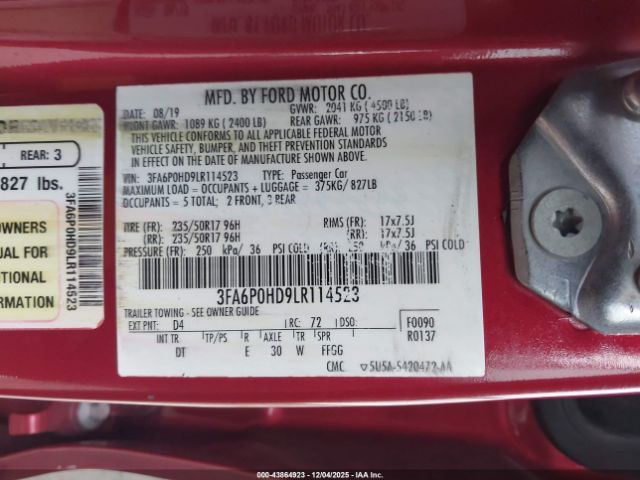 MFD. BY FORD MOTOR CO.
DATE: 08/19 GVWR: 2041 KG ( 4500 LB)
FRONT GAWR: 1089 KG ( 2400 LB) REAR GAWR: 975 KG ( 2150 LB)
THIS VEHICLE CONFORMS TO ALL APPLICABLE FEDERAL MOTOR
VEHICLE SAFETY, BUMPER, AND THEFT PREVENTION STANDARDS
IN EFFECT ON THE DATE OF MANUFACTURE SHOWN ABOVE.
VIN: 3FA6P0HD9LR114523 TYPE: Passenger Car
MAXIMUM LOAD = OCCUPANTS + LUGGAGE = 375KG/ 827LB
OCCUPANTS = 5 TOTAL; 2 FRONT, 3 REAR
TIRE (FR): 235/50R17 96H RIMS (FR): 17x7.5J
(RR): 235/50R17 96H (RR): 17x7.5J
PRESSURE (FR): 250 kPa/ 36 PSI COLD (RR): 250 kPa/ 36 PSI COLD
3FA6P0HD9LR114523
TRAILER TOWING - SEE OWNER GUIDE
EXT PNT: D4 RC: 72 DSO: F0090
INT TR TP/PS R AXLE TR SPR R0137
DT E 30 W FFGG
CMC 5U5A-5420472-AA
REAR: 3
827 lbs.
OWNERS
UAL FOR
TIONAL
MATION
3FA6P0HD9LR114523
000-43864923 - 12/04/2025 - © IAA Holdings, LLC